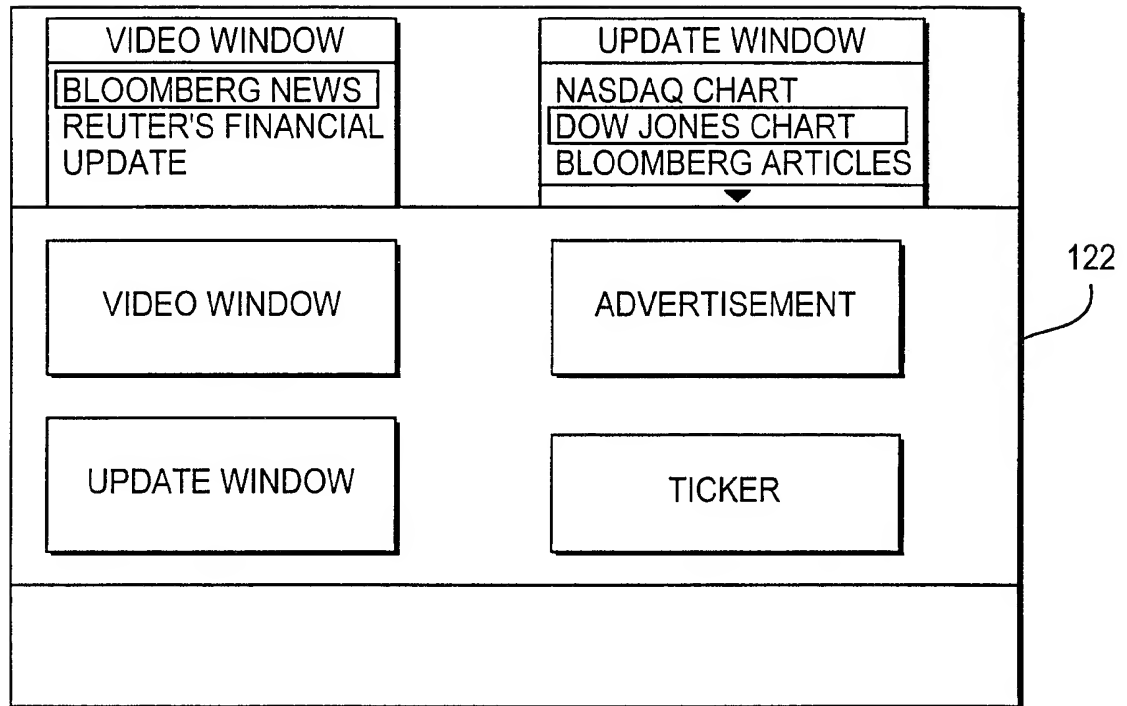 VIDEO WINDOW
BLOOMBERG NEWS
REUTER'S FINANCIAL
UPDATE
UPDATE WINDOW
NASDAQ CHART
DOW JONES CHART
BLOOMBERG ARTICLES
VIDEO WINDOW
ADVERTISEMENT
122
UPDATE WINDOW
TICKER